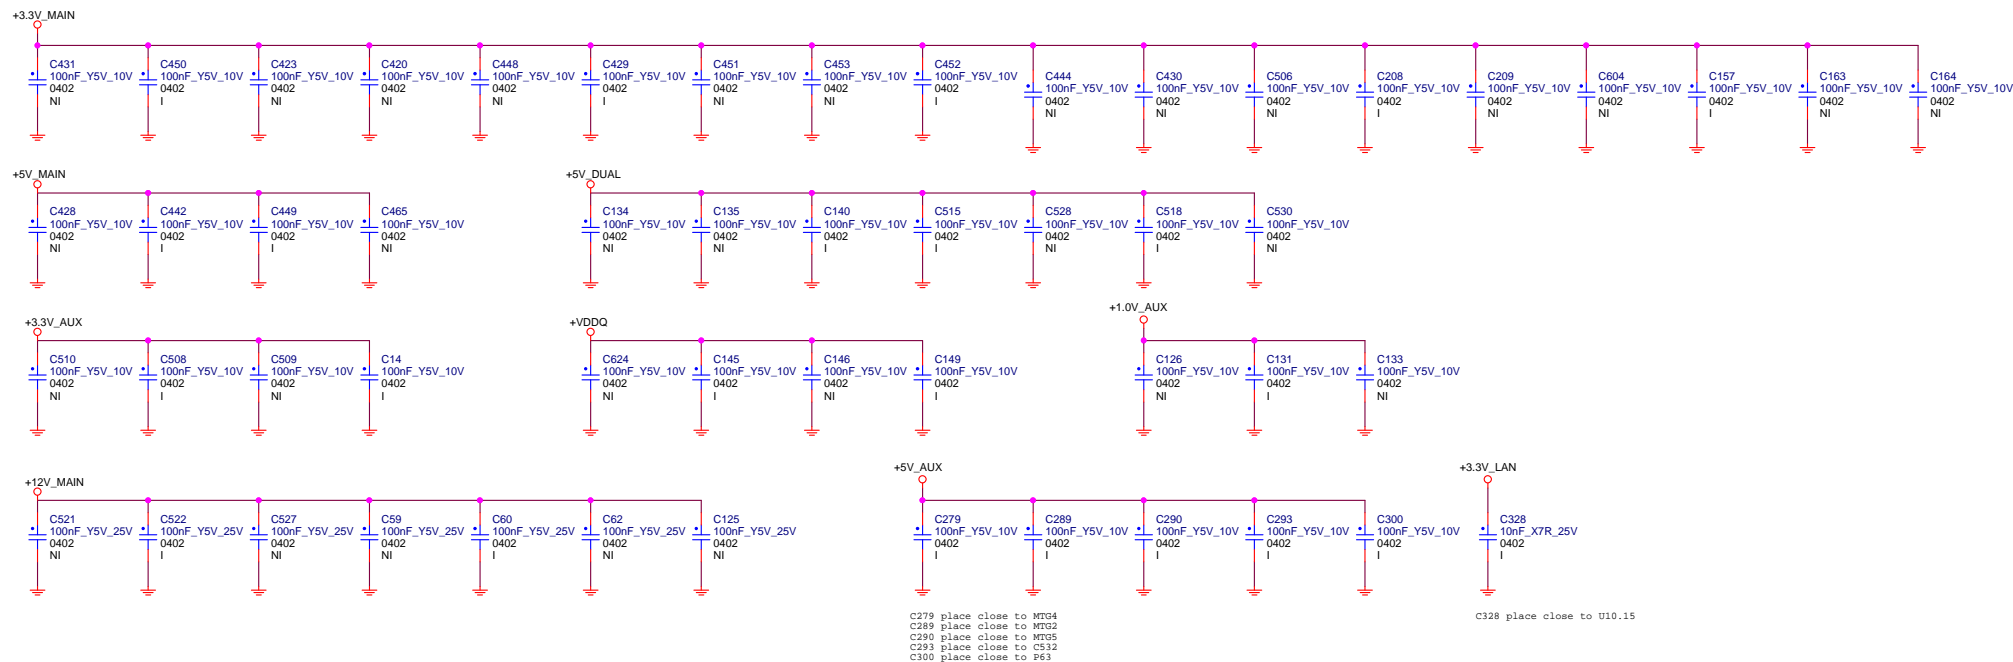 +3.3V_MAIN
C431
100nF_Y5V_10V
0402
NI
C450
100nF_Y5V_10V
0402
I
C423
100nF_Y5V_10V
0402
NI
C420
100nF_Y5V_10V
0402
NI
C448
100nF_Y5V_10V
0402
NI
C429
100nF_Y5V_10V
0402
I
C451
100nF_Y5V_10V
0402
NI
C453
100nF_Y5V_10V
0402
NI
C452
100nF_Y5V_10V
0402
I
C444
100nF_Y5V_10V
0402
NI
C430
100nF_Y5V_10V
0402
NI
C506
100nF_Y5V_10V
0402
NI
C208
100nF_Y5V_10V
0402
I
C209
100nF_Y5V_10V
0402
NI
C604
100nF_Y5V_10V
0402
NI
C157
100nF_Y5V_10V
0402
I
C163
100nF_Y5V_10V
0402
NI
C164
100nF_Y5V_10V
0402
NI
+5V_MAIN
C428
100nF_Y5V_10V
0402
NI
C442
100nF_Y5V_10V
0402
I
C449
100nF_Y5V_10V
0402
I
C465
100nF_Y5V_10V
0402
NI
+5V_DUAL
C134
100nF_Y5V_10V
0402
NI
C135
100nF_Y5V_10V
0402
NI
C140
100nF_Y5V_10V
0402
I
C515
100nF_Y5V_10V
0402
I
C528
100nF_Y5V_10V
0402
NI
C518
100nF_Y5V_10V
0402
I
C530
100nF_Y5V_10V
0402
NI
+3.3V_AUX
C510
100nF_Y5V_10V
0402
NI
C508
100nF_Y5V_10V
0402
I
C509
100nF_Y5V_10V
0402
NI
C14
100nF_Y5V_10V
0402
I
+VDDQ
C624
100nF_Y5V_10V
0402
NI
C145
100nF_Y5V_10V
0402
I
C146
100nF_Y5V_10V
0402
NI
C149
100nF_Y5V_10V
0402
I
+1.0V_AUX
C126
100nF_Y5V_10V
0402
NI
C131
100nF_Y5V_10V
0402
I
C133
100nF_Y5V_10V
0402
NI
+12V_MAIN
C521
100nF_Y5V_25V
0402
NI
C522
100nF_Y5V_25V
0402
I
C527
100nF_Y5V_25V
0402
NI
C59
100nF_Y5V_25V
0402
NI
C60
100nF_Y5V_25V
0402
I
C62
100nF_Y5V_25V
0402
NI
C125
100nF_Y5V_25V
0402
NI
+5V_AUX
C279
100nF_Y5V_10V
0402
I
C289
100nF_Y5V_10V
0402
I
C290
100nF_Y5V_10V
0402
I
C293
100nF_Y5V_10V
0402
I
C300
100nF_Y5V_10V
0402
I
+3.3V_LAN
C328
10nF_X7R_25V
0402
I
C279 place close to MTG4
C289 place close to MTG2
C290 place close to MTG5
C293 place close to C532
C300 place close to P63
C328 place close to U10.15